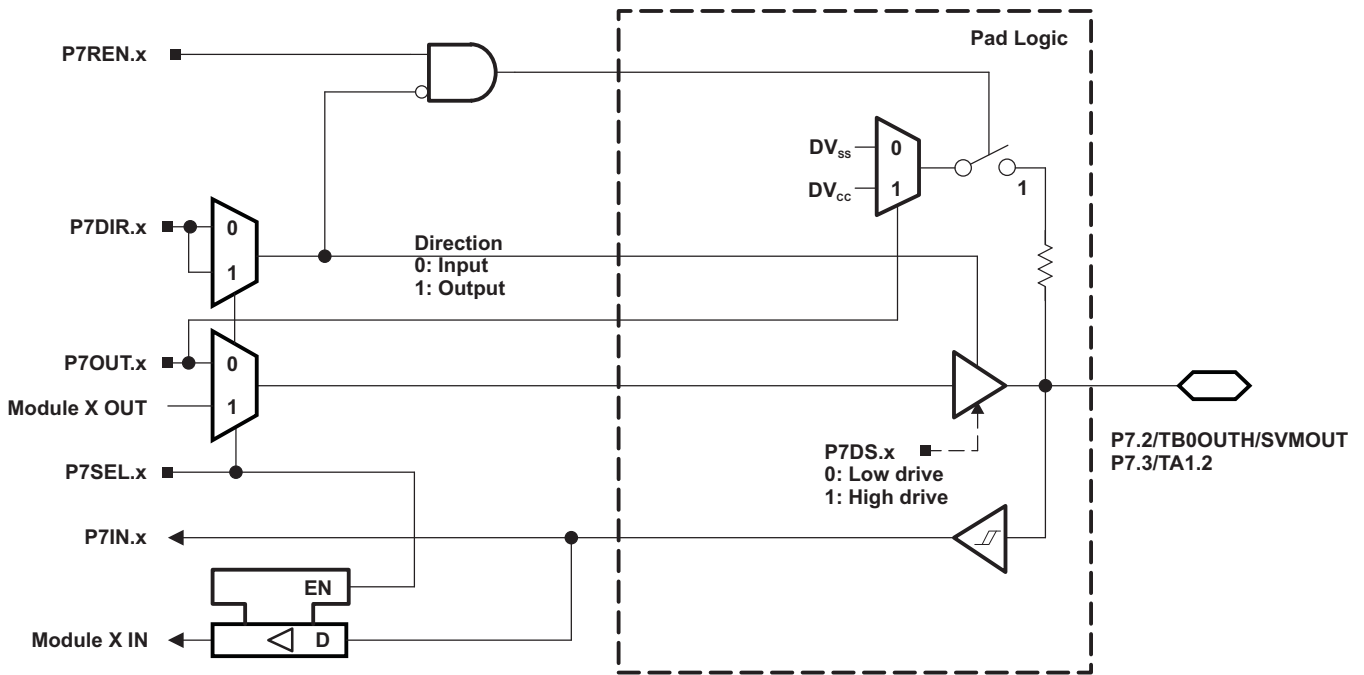 Pad Logic
P7REN.x
DVss
0
DVcc
1
1
P7DIR.x
0
1
Direction
0: Input
1: Output
P7OUT.x
0
Module X OUT
1
P7DS.x
0: Low drive
1: High drive
P7.2/TB0OUTH/SVMOUT
P7.3/TA1.2
P7SEL.x
P7IN.x
EN
Module X IN
D